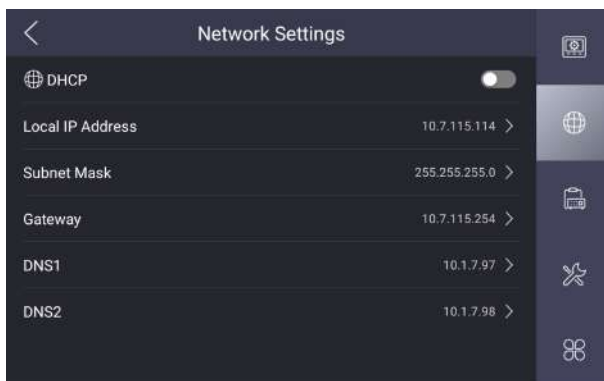 Network Settings
DHCP
Local IP Address 10.7.115.114
Subnet Mask 255.255.255.0
Gateway 10.7.115.254
DNS1 10.1.7.97
DNS2 10.1.7.98